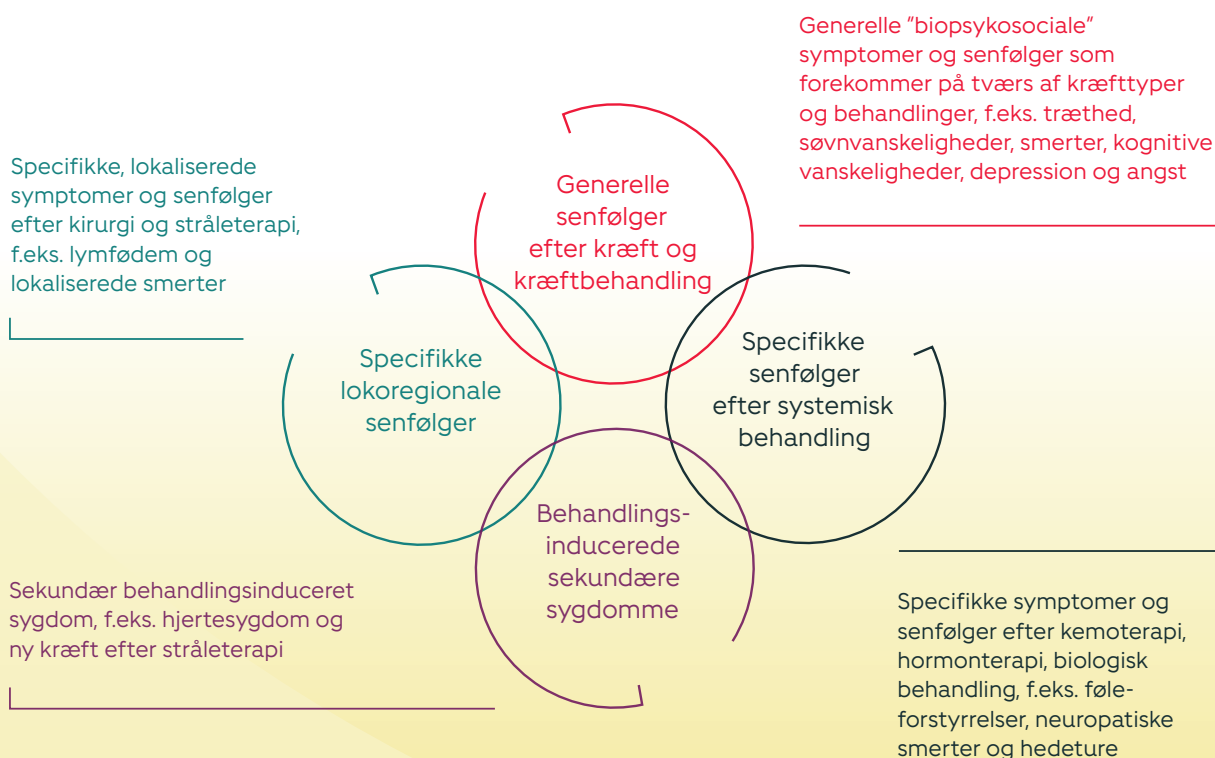 Generelle "biopsykosociale"
symptomer og senfølger som
forekommer på tværs af kræfttyper
og behandlinger, f.eks. træthed,
søvnvanskeligheder, smerter, kognitive
vanskeligheder, depression og angst
Specifikke, lokaliserede
symptomer og senfølger
efter kirurgi og stråleterapi,
f.eks. lymfødem og
lokaliserede smerter
Generelle
senfølger
efter kræft og
kræftbehandling
Specifikke
lokoregionale
senfølger
Specifikke
senfølger
efter systemisk
behandling
Behandlings-
inducerede
sekundære
sygdomme
Sekundær behandlingsinduceret
sygdom, f.eks. hjertesygdom og
ny kræft efter stråleterapi
Specifikke symptomer og
senfølger efter kemoterapi,
hormonterapi, biologisk
behandling, f.eks. føle-
forstyrrelser, neuropatiske
smerter og hedeture